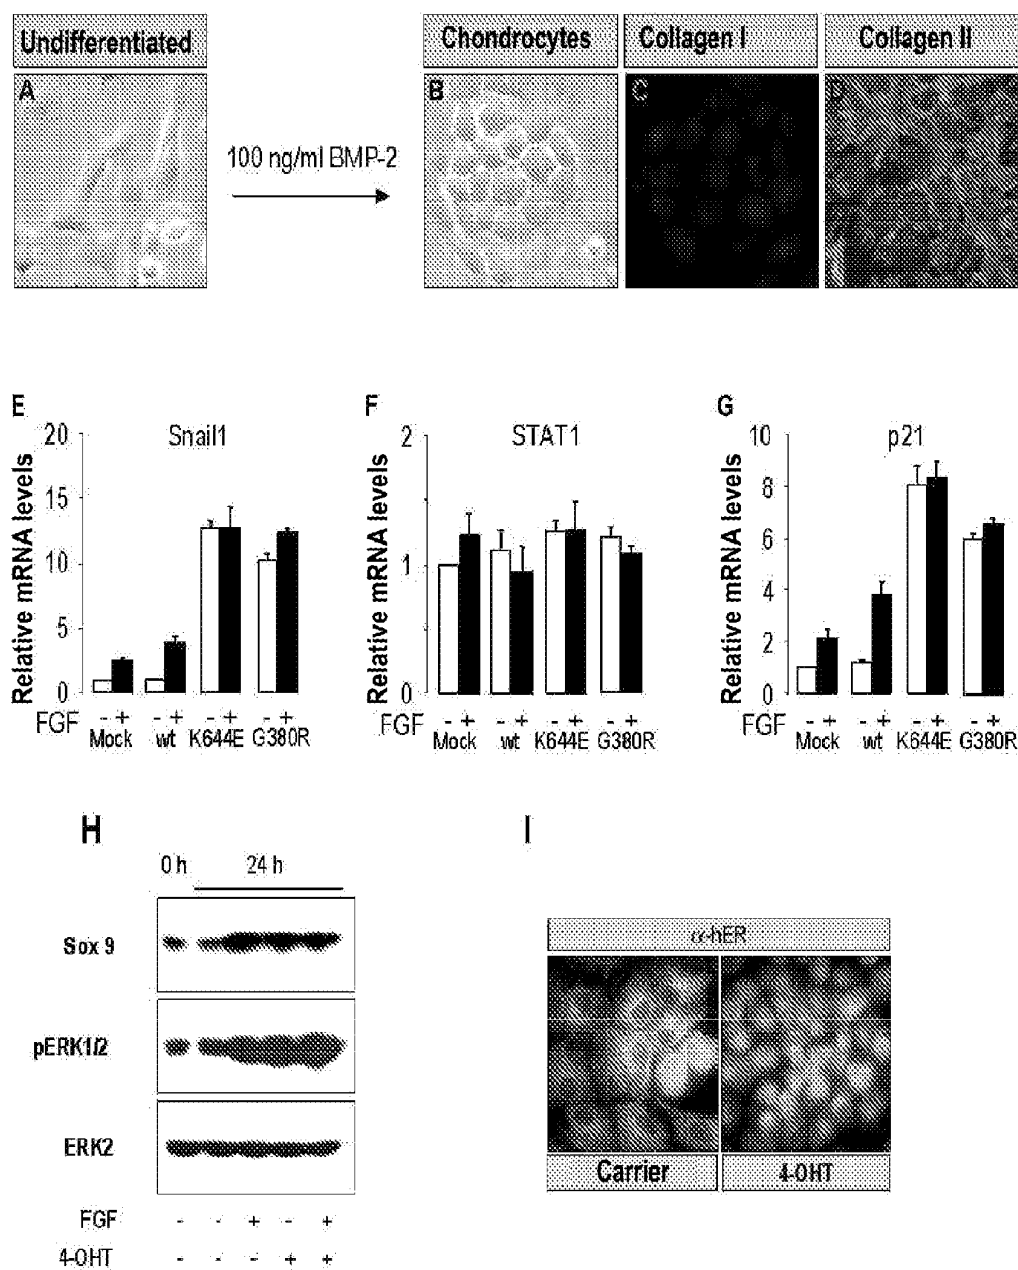 Undifferentiated
Chondrocytes
Collagen I
Collagen II
A
100 ng/ml BMP-2
B
C
D
E
Snail1
Relative mRNA levels
20
15
10
5
0
FGF - + - + - + - +
Mock wt K644E G380R
F
STAT1
Relative mRNA levels
2
1
0
FGF - + - + - + - +
Mock wt K644E G380R
G
p21
Relative mRNA levels
10
8
6
4
2
0
FGF - + - + - + - +
Mock wt K644E G380R
H
0 h 24 h
Sox 9
pERK1/2
ERK2
FGF - - + - +
4-OHT - - - + +
I
α-hER
Carrier
4-OHT